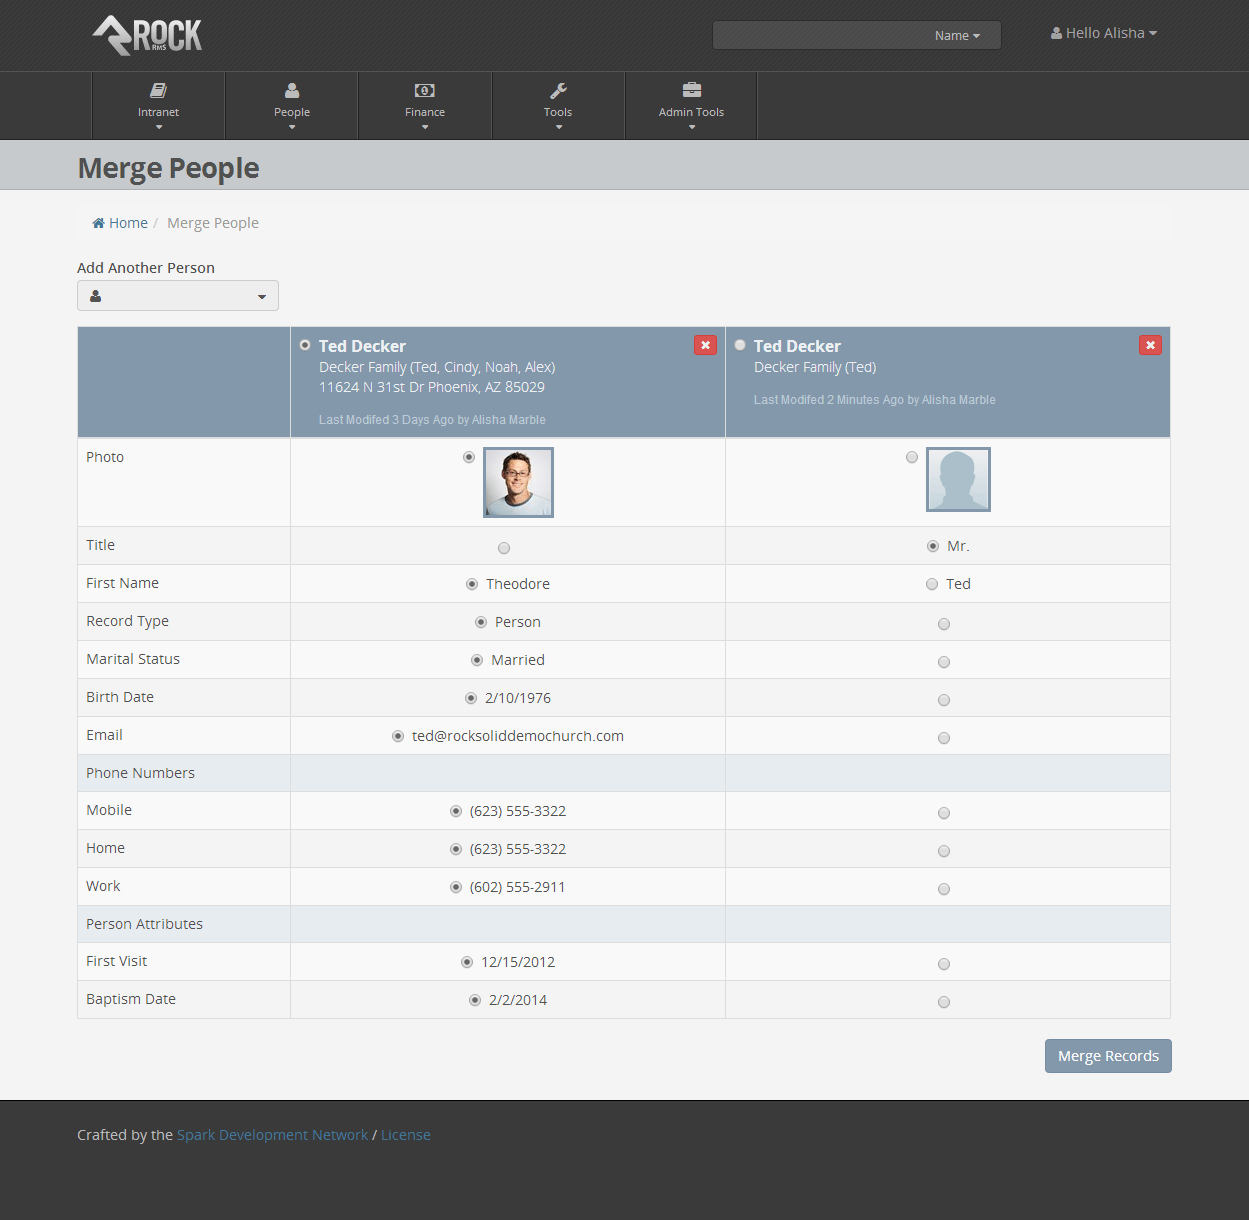 ROCK
RMS
Name
Hello Alisha
Intranet
People
Finance
Tools
Admin Tools
Merge People
Home / Merge People
Add Another Person
Ted Decker
Decker Family (Ted, Cindy, Noah, Alex)
11624 N 31st Dr Phoenix, AZ 85029
Last Modifed 3 Days Ago by Alisha Marble
Ted Decker
Decker Family (Ted)
Last Modifed 2 Minutes Ago by Alisha Marble
Photo
Title Mr.
First Name Theodore Ted
Record Type Person
Marital Status Married
Birth Date 2/10/1976
Email ted@rocksoliddemochurch.com
Phone Numbers
Mobile (623) 555-3322
Home (623) 555-3322
Work (602) 555-2911
Person Attributes
First Visit 12/15/2012
Baptism Date 2/2/2014
Merge Records
Crafted by the Spark Development Network / License